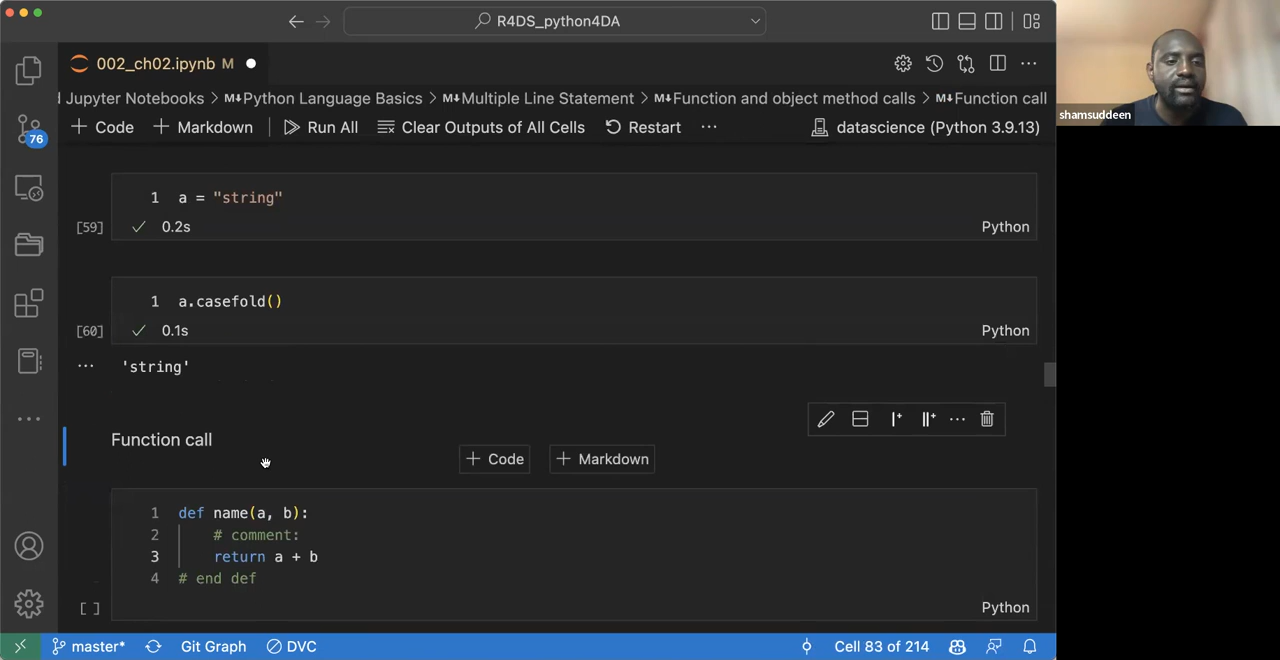 R4DS_python4DA
002_ch02.ipynb M
d Jupyter Notebooks > M↓Python Language Basics > M↓Multiple Line Statement > M↓Function and object method calls > M↓Function call
+ Code + Markdown Run All Clear Outputs of All Cells Restart ... datascience (Python 3.9.13)
shamsuddeen
76
1 a = "string"
[59] 0.2s Python
1 a.casefold()
[60] 0.1s Python
... 'string'
Function call
+ Code + Markdown
1 def name(a, b):
2 # comment:
3 return a + b
4 # end def
[ ] Python
master* Git Graph DVC Cell 83 of 214